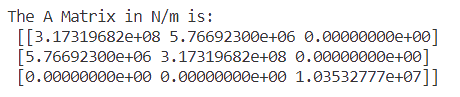 The A Matrix in N/m is:
[[3.17319682e+08 5.76692300e+06 0.00000000e+00]
[5.76692300e+06 3.17319682e+08 0.00000000e+00]
[0.00000000e+00 0.00000000e+00 1.03532777e+07]]